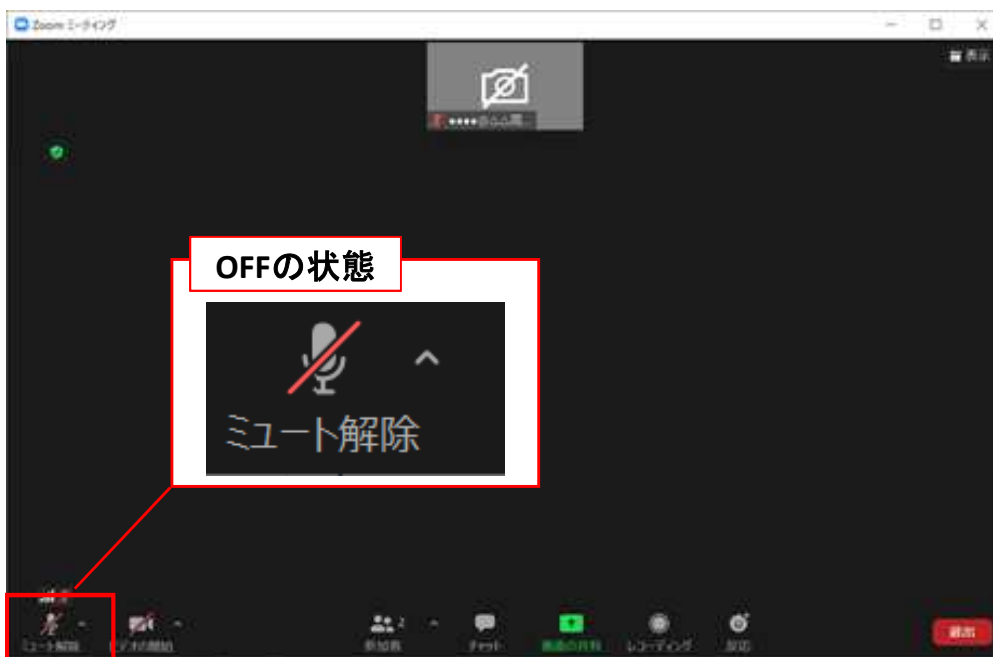 Zoom ミーティング
表示
OFFの状態
ミュート解除
2
ミュート解除
ビデオの開始
参加者
チャット
画面の共有
レコーディング
反応
退出